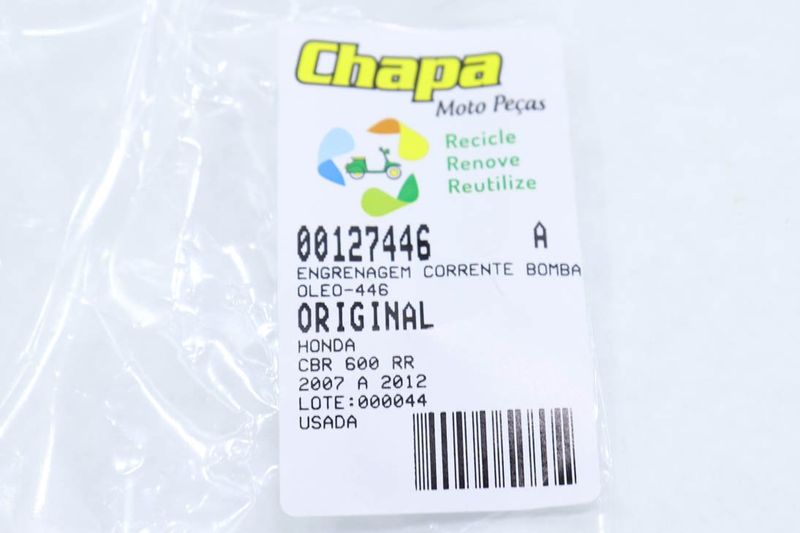 Chapa
Moto Peças
Recicle
Renove
Reutilize
00127446 A
ENGRENAGEM CORRENTE BOMBA
OLEO-446
ORIGINAL
HONDA
CBR 600 RR
2007 A 2012
LOTE:000044
USADA